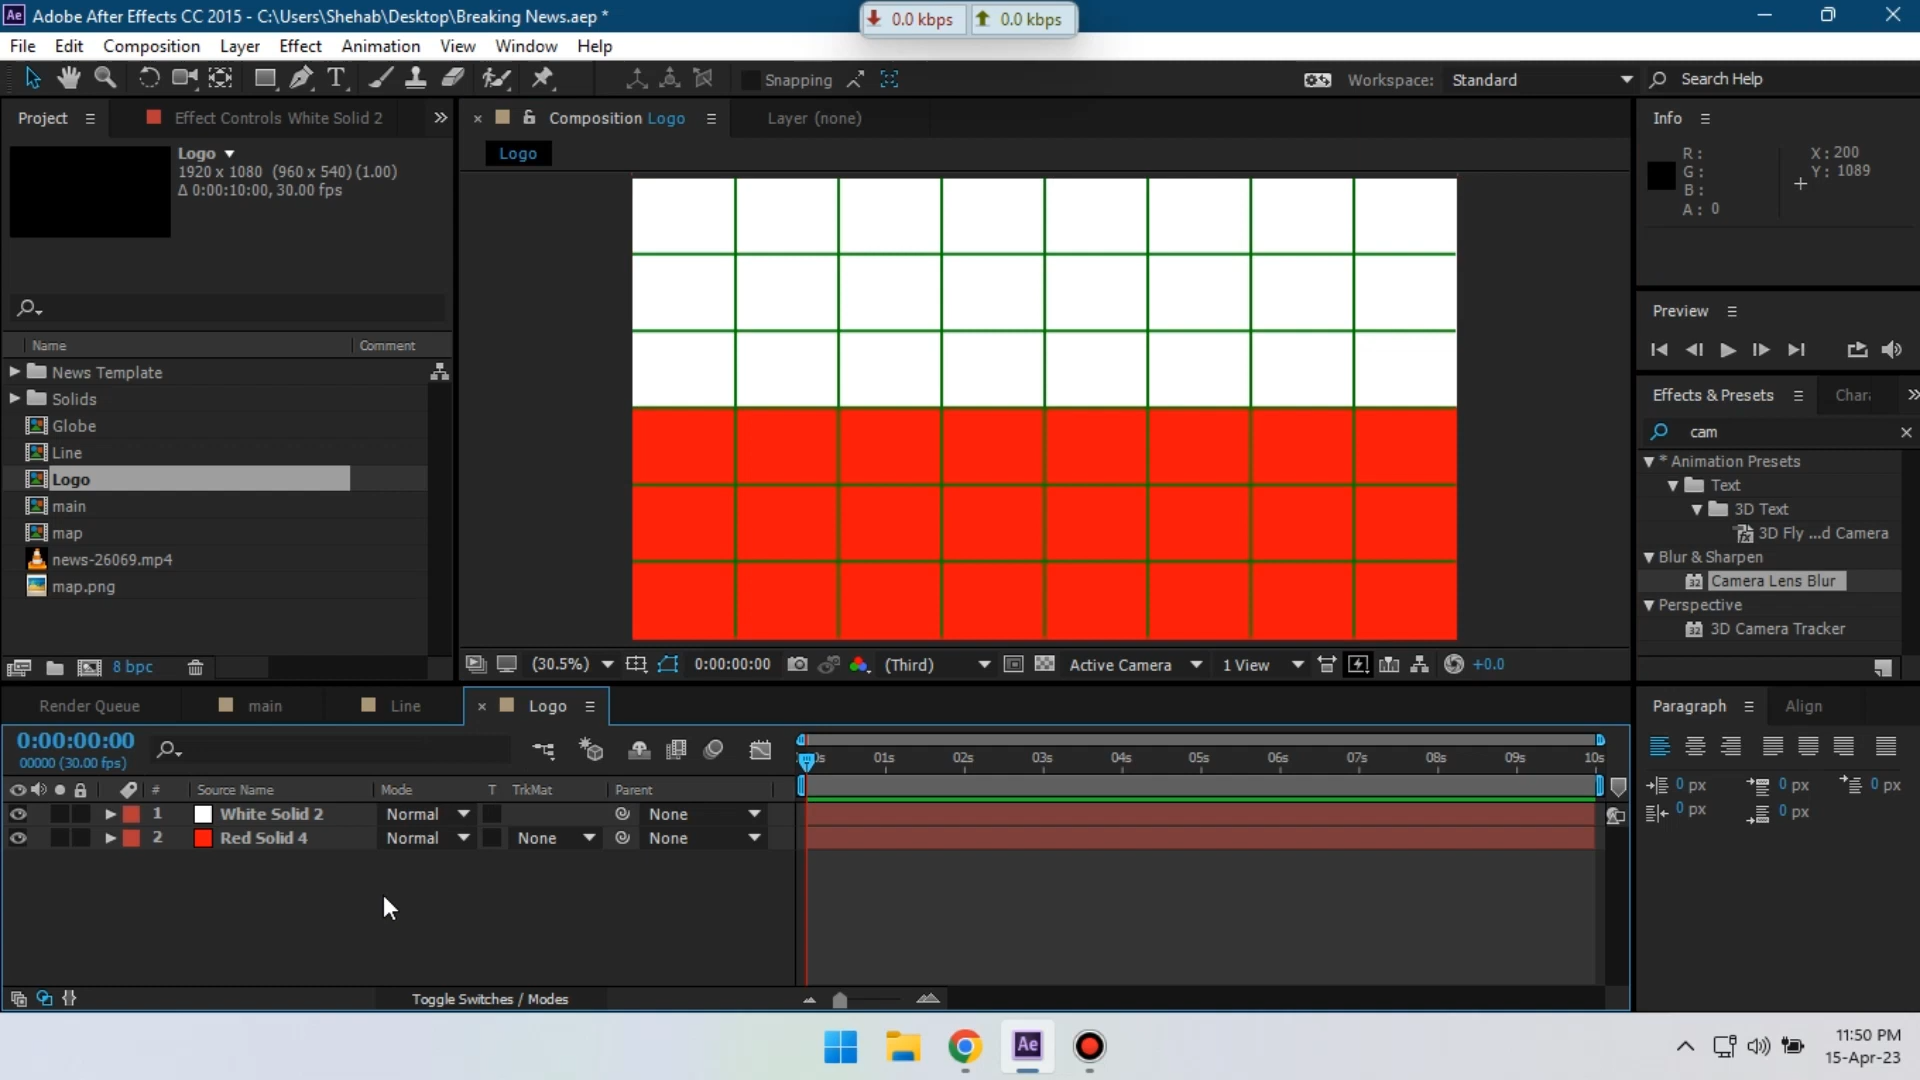 Adobe After Effects CC 2015 - C:\Users\Shehab\Desktop\Breaking News.aep *
0.0 kbps
0.0 kbps
File Edit Composition Layer Effect Animation View Window Help
Snapping
Workspace: Standard
Search Help
Project
Effect Controls White Solid 2
Logo
1920 x 1080 (960 x 540) (1.00)
Δ 0:00:10:00, 30.00 fps
Name
Comment
News Template
Solids
Globe
Line
Logo
main
map
news-26069.mp4
map.png
8 bpc
Composition Logo
Layer (none)
Logo
(30.5%)
0:00:00:00
(Third)
Active Camera
1 View
+0.0
Info
R:
G:
B:
A: 0
X: 200
Y: 1089
Preview
Effects & Presets
Chara
cam
* Animation Presets
Text
3D Text
3D Fly ...d Camera
Blur & Sharpen
Camera Lens Blur
Perspective
3D Camera Tracker
Render Queue
main
Line
Logo
0:00:00:00
00000 (30.00 fps)
# Source Name Mode T TrkMat Parent
1 White Solid 2 Normal None
2 Red Solid 4 Normal None None
0s 01s 02s 03s 04s 05s 06s 07s 08s 09s 10s
Toggle Switches / Modes
Paragraph
Align
0 px 0 px 0 px
0 px 0 px
Ae
11:50 PM
15-Apr-23